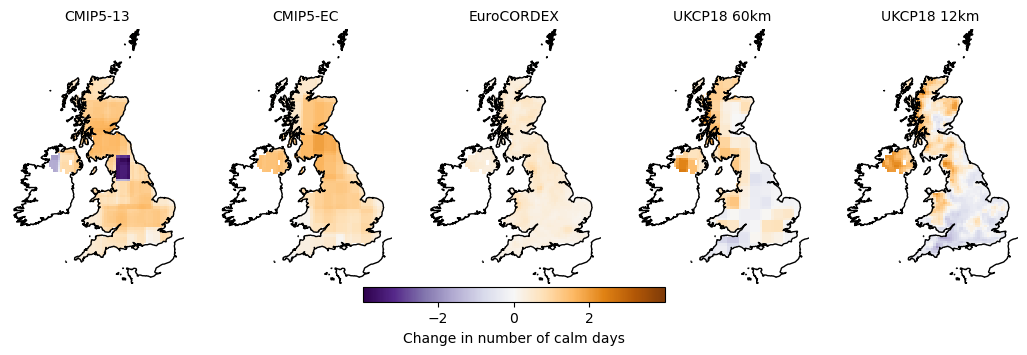 CMIP5-13
CMIP5-EC
EuroCORDEX
UKCP18 60km
UKCP18 12km
−2
0
2
Change in number of calm days